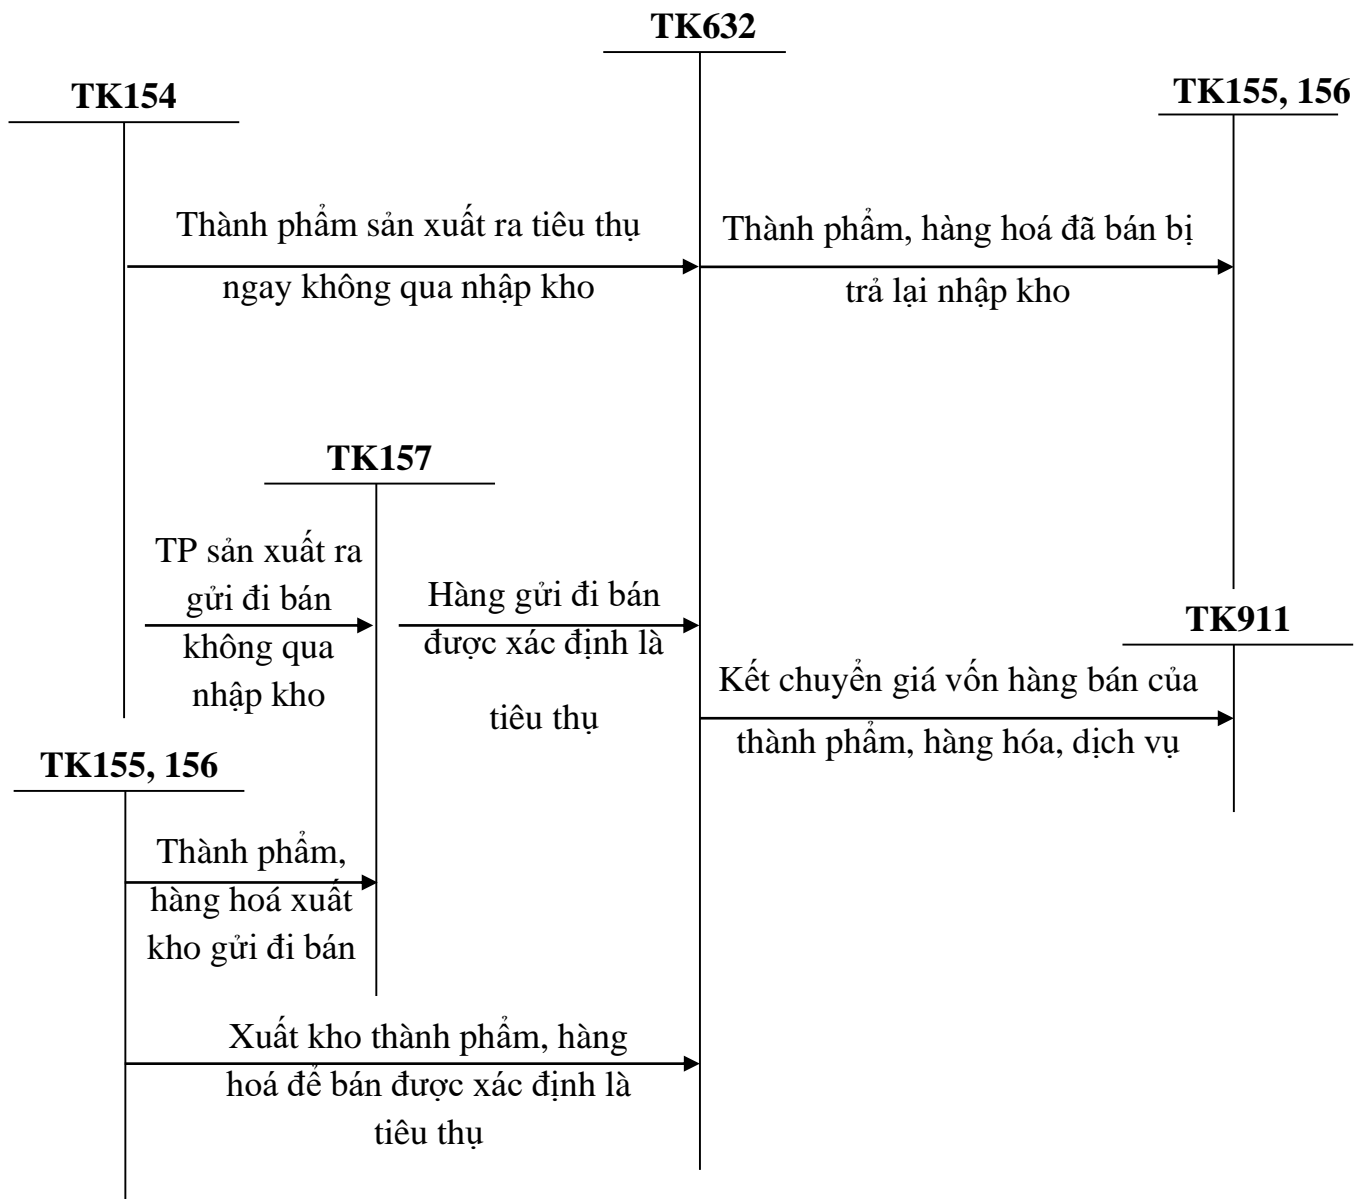 TK632
TK154
TK155, 156
Thành phẩm sản xuất ra tiêu thụ
ngay không qua nhập kho
Thành phẩm, hàng hoá đã bán bị
trả lại nhập kho
TK157
TP sản xuất ra
gửi đi bán
không qua
nhập kho
Hàng gửi đi bán
được xác định là
tiêu thụ
TK911
Kết chuyển giá vốn hàng bán của
thành phẩm, hàng hóa, dịch vụ
TK155, 156
Thành phẩm,
hàng hoá xuất
kho gửi đi bán
Xuất kho thành phẩm, hàng
hoá để bán được xác định là
tiêu thụ